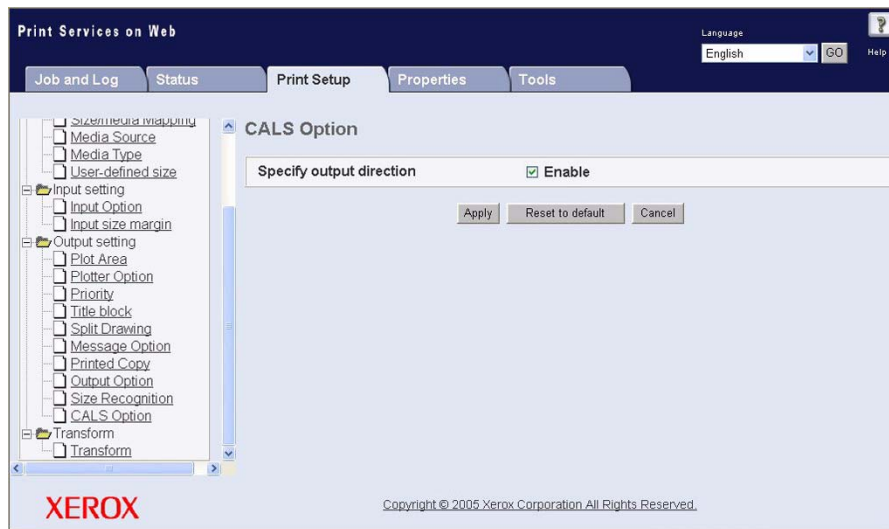 Print Services on Web
Language
English
GO
Help
Job and Log
Status
Print Setup
Properties
Tools
Size/media Mapping
Media Source
Media Type
User-defined size
Input setting
Input Option
Input size margin
Output setting
Plot Area
Plotter Option
Priority
Title block
Split Drawing
Message Option
Printed Copy
Output Option
Size Recognition
CALS Option
Transform
Transform
CALS Option
Specify output direction
Enable
Apply
Reset to default
Cancel
XEROX
Copyright © 2005 Xerox Corporation All Rights Reserved.